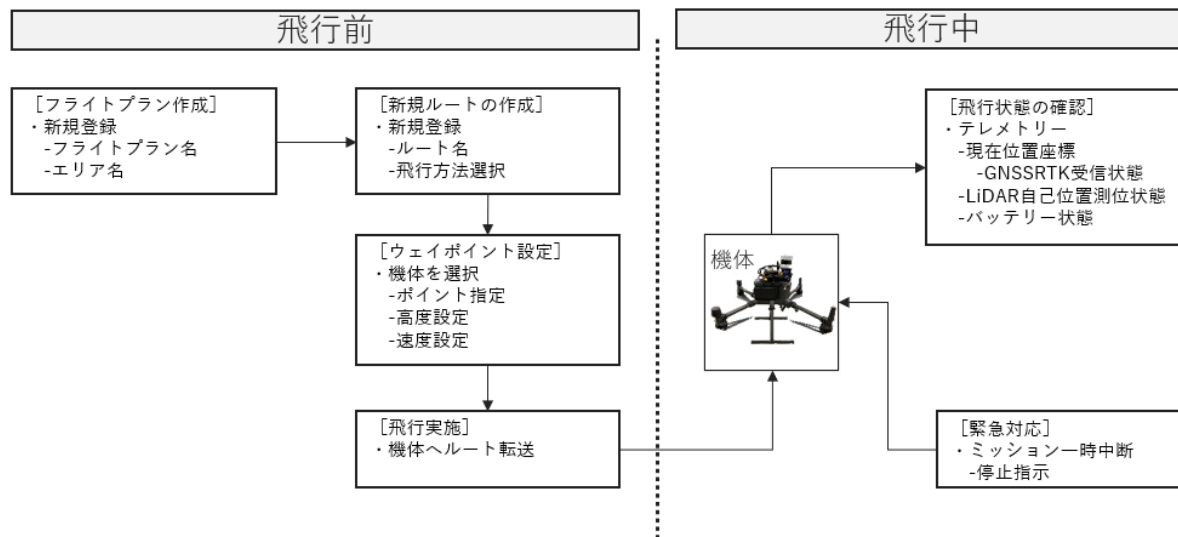 飛行前
［フライトプラン作成］
・新規登録
-フライトプラン名
-エリア名
［新規ルートの作成］
・新規登録
-ルート名
-飛行方法選択
［ウェイポイント設定］
・機体を選択
-ポイント指定
-高度設定
-速度設定
［飛行実施］
・機体へルート転送
飛行中
［飛行状態の確認］
・テレメトリー
-現在位置座標
-GNSSRTK受信状態
-LiDAR自己位置測位状態
-バッテリー状態
機体
［緊急対応］
・ミッション一時中断
-停止指示